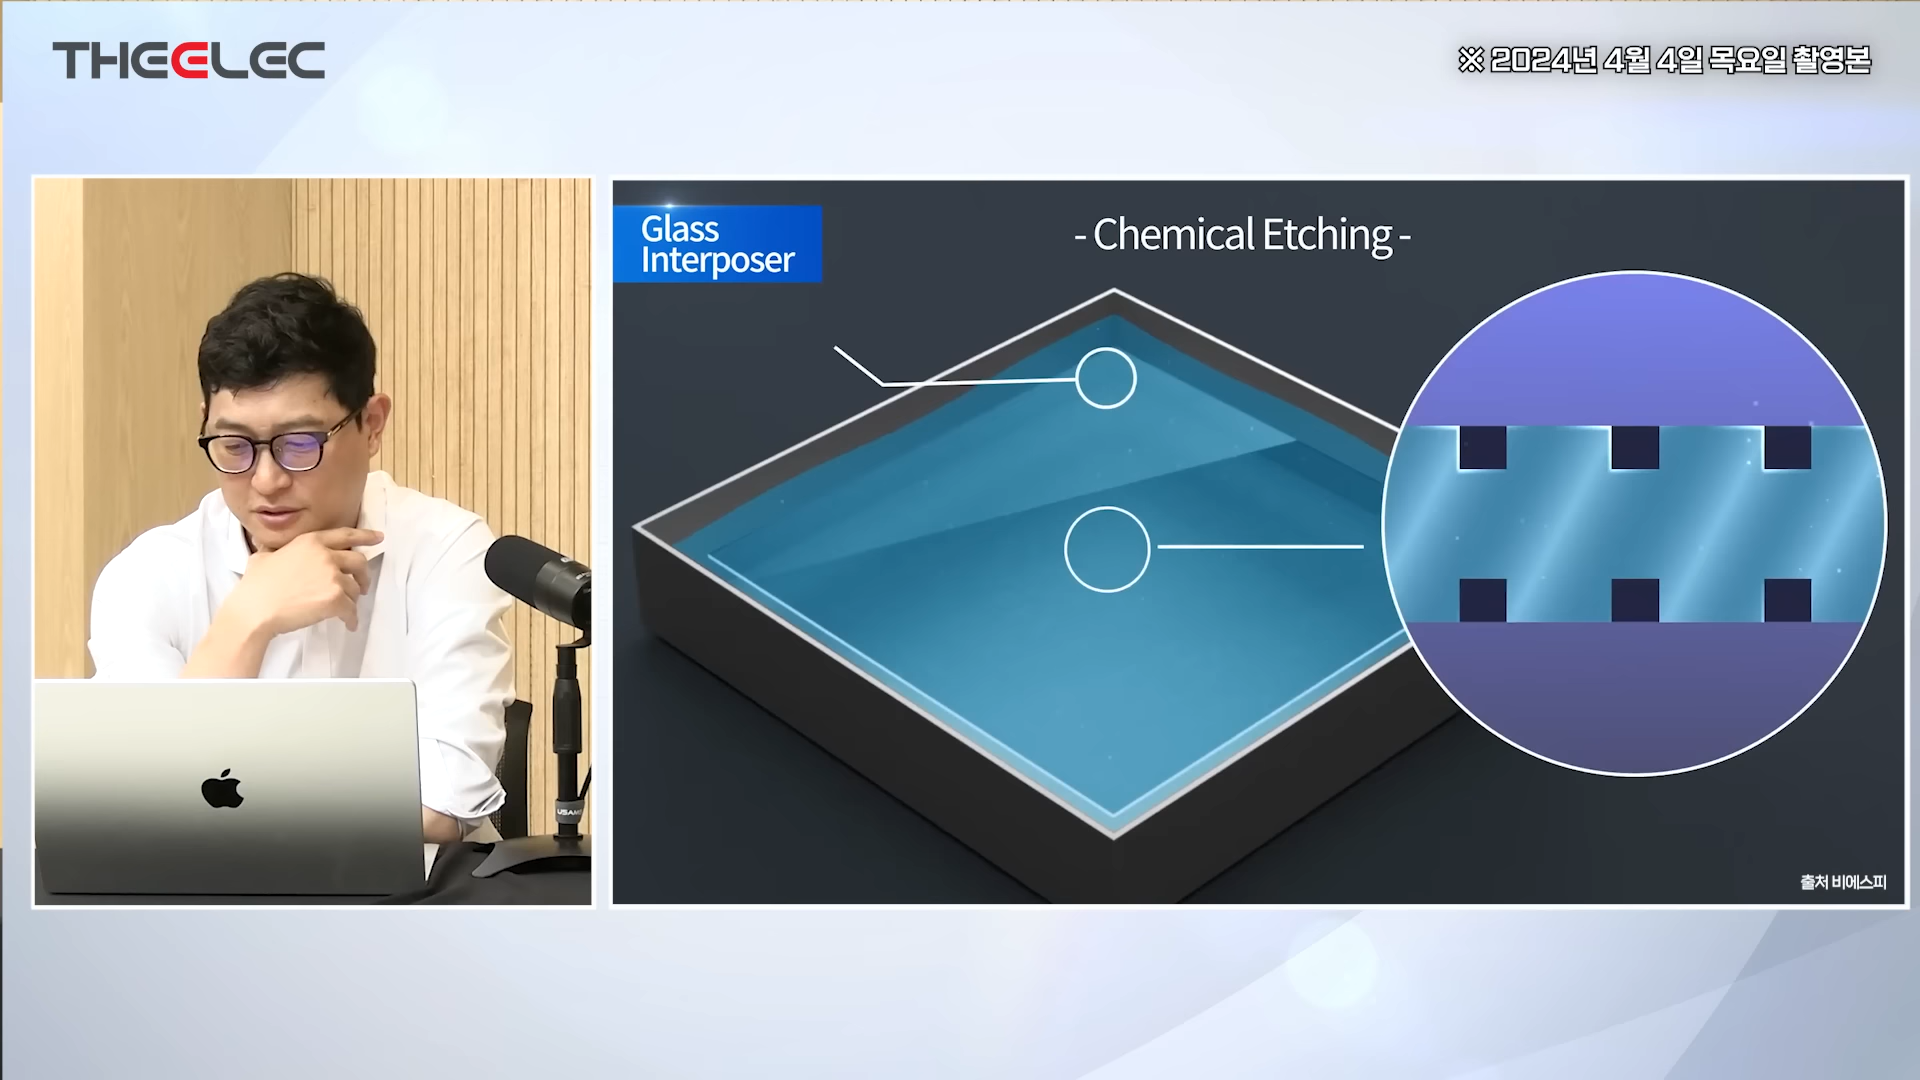 THEELEC
※ 2024년 4월 4일 목요일 촬영본
Glass
Interposer
- Chemical Etching -
출처 비에스피